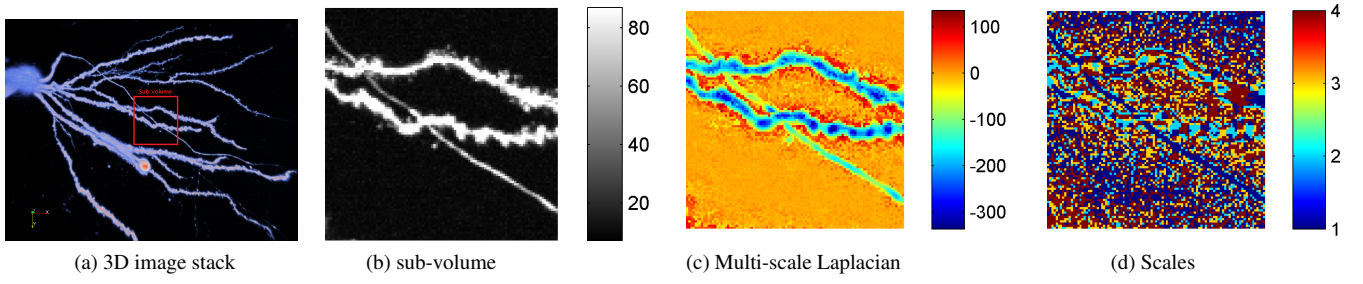 Sub-volume
z
x
y
80
60
40
20
100
0
-100
-200
-300
4
3
2
1
(a) 3D image stack
(b) sub-volume
(c) Multi-scale Laplacian
(d) Scales